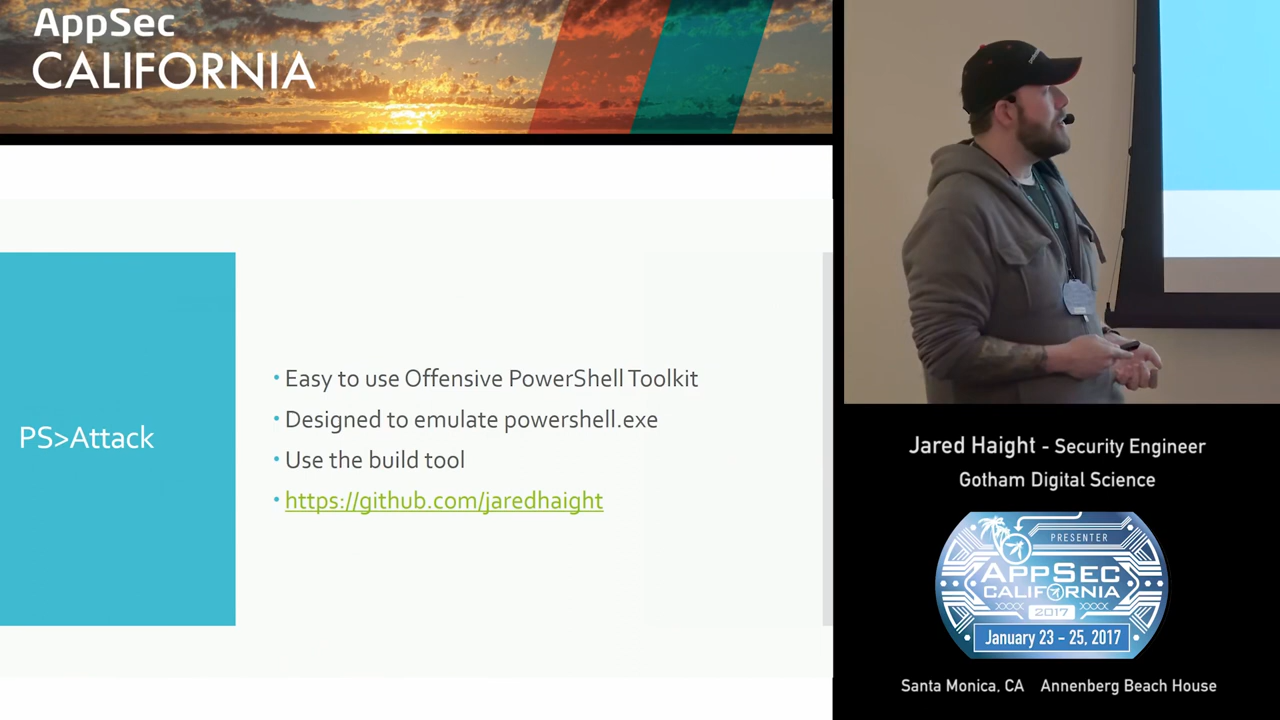 AppSec
CALIFORNIA
PS>Attack
• Easy to use Offensive PowerShell Toolkit
• Designed to emulate powershell.exe
• Use the build tool
• https://github.com/jaredhaight
Jared Haight - Security Engineer
Gotham Digital Science
PRESENTER
APPSEC
CALIFORNIA
XXXX 2017 XXXX
January 23 - 25, 2017
Santa Monica, CA Annenberg Beach House